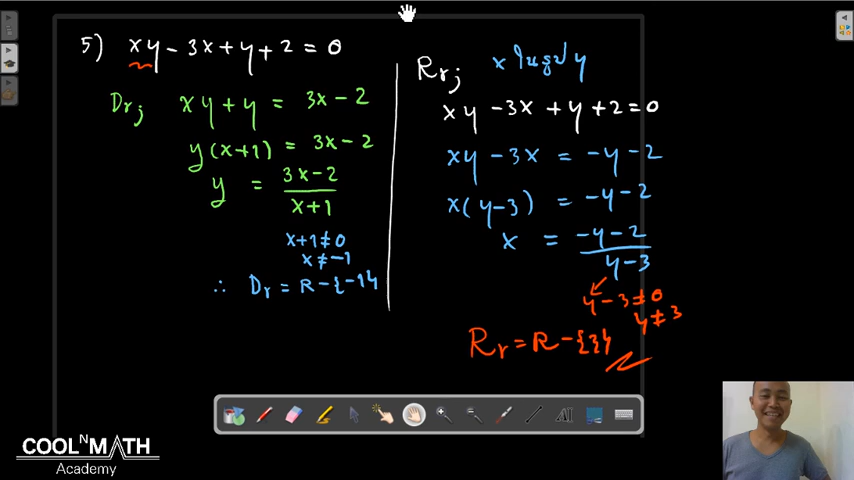 5) xy - 3x + y + 2 = 0
Dr;
xy + y = 3x - 2
y(x+1) = 3x - 2
y = 3x-2 / x+1
x+1 ≠ 0
x ≠ -1
∴ Dr = R - {-1}
Rr; x ในรูป y
xy - 3x + y + 2 = 0
xy - 3x = -y - 2
x(y-3) = -y - 2
x = -y-2 / y-3
y - 3 ≠ 0
y ≠ 3
Rr = R - {3}
COOL N MATH
Academy